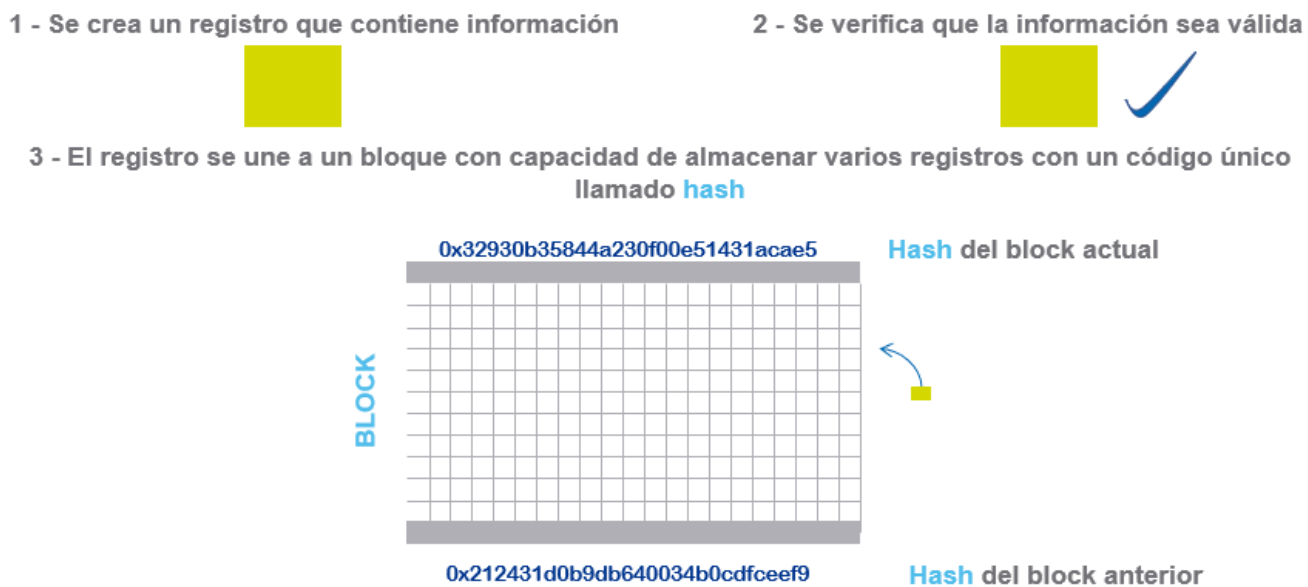 1 - Se crea un registro que contiene información
2 - Se verifica que la información sea válida
3 - El registro se une a un bloque con capacidad de almacenar varios registros con un código único
llamado hash
0x32930b35844a230f00e51431acae5
Hash del block actual
BLOCK
0x212431d0b9db640034b0cdfceef9
Hash del block anterior